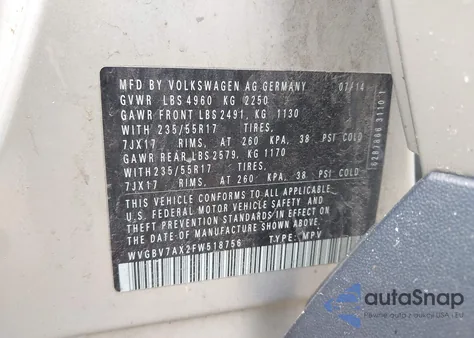 MFD BY VOLKSWAGEN AG GERMANY 07/14
GVWR LBS 4960 KG 2250
GAWR FRONT LBS 2491, KG 1130
WITH 235/55R17 TIRES,
7JX17 RIMS, AT 260 KPA, 38 PSI COLD
GAWR REAR LBS 2579, KG 1170
WITH 235/55R17 TIRES,
7JX17 RIMS, AT 260 KPA, 38 PSI COLD
THIS VEHICLE CONFORMS TO ALL APPLICABLE
U.S. FEDERAL MOTOR VEHICLE SAFETY
STANDARDS IN EFFECT ON THE DATE OF
MANUFACTURE SHOWN ABOVE.
WVGBV7AX2FW518756 TYPE: MPV
autoSnap